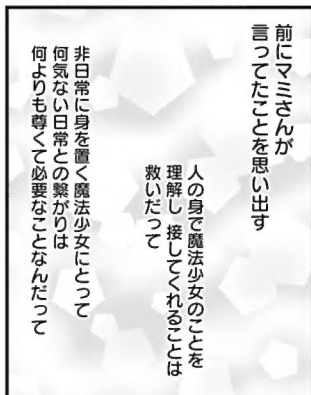 前にマミさんが
言ってたことを思い出す
人の身で魔法少女のことを
理解し 接してくれることは
救いだって
非日常に身を置く魔法少女にとって
何気ない日常との繋がりは
何よりも尊くて必要なことなんだって